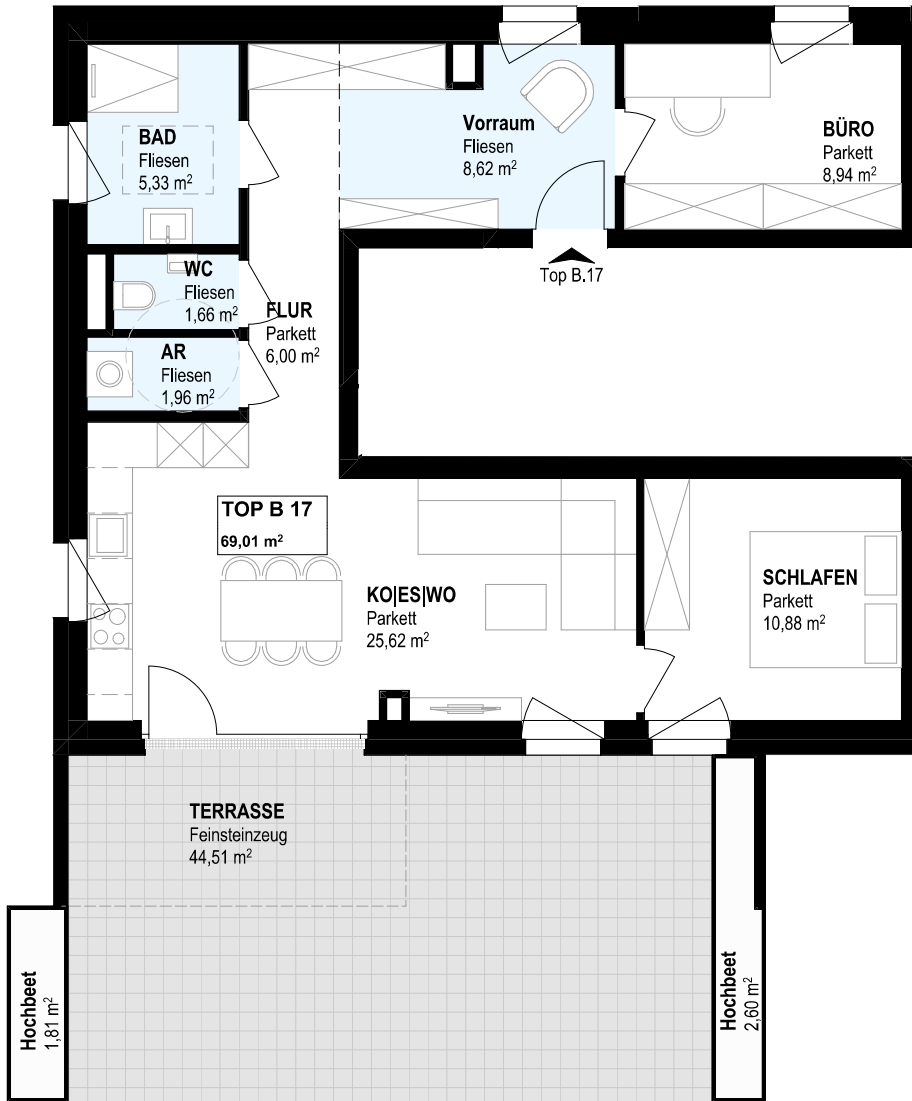 BAD
Fliesen
5,33 m²
Vorraum
Fliesen
8,62 m²
BÜRO
Parkett
8,94 m²
WC
Fliesen
1,66 m²
Top B.17
FLUR
Parkett
6,00 m²
AR
Fliesen
1,96 m²
TOP B 17
69,01 m²
KO|ES|WO
Parkett
25,62 m²
SCHLAFEN
Parkett
10,88 m²
TERRASSE
Feinsteinzeug
44,51 m²
Hochbeet
1,81 m²
Hochbeet
2,60 m²